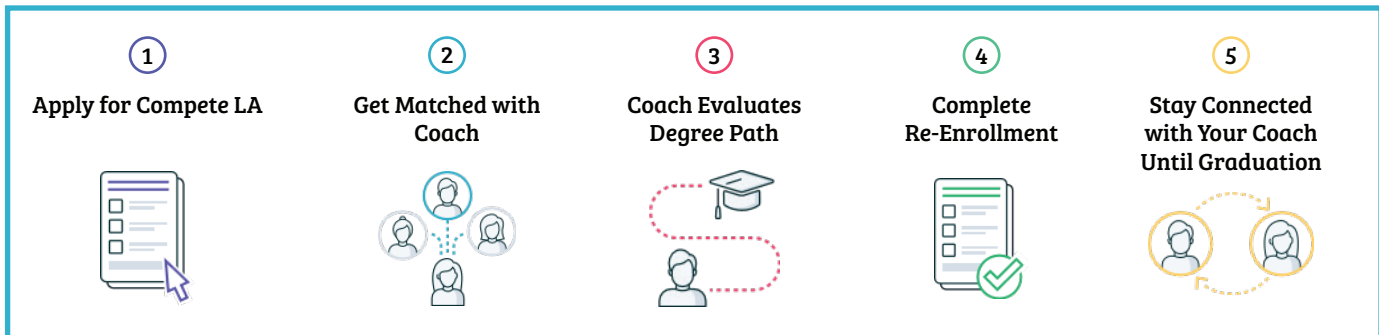 1
Apply for Compete LA
2
Get Matched with
Coach
3
Coach Evaluates
Degree Path
4
Complete
Re-Enrollment
5
Stay Connected
with Your Coach
Until Graduation